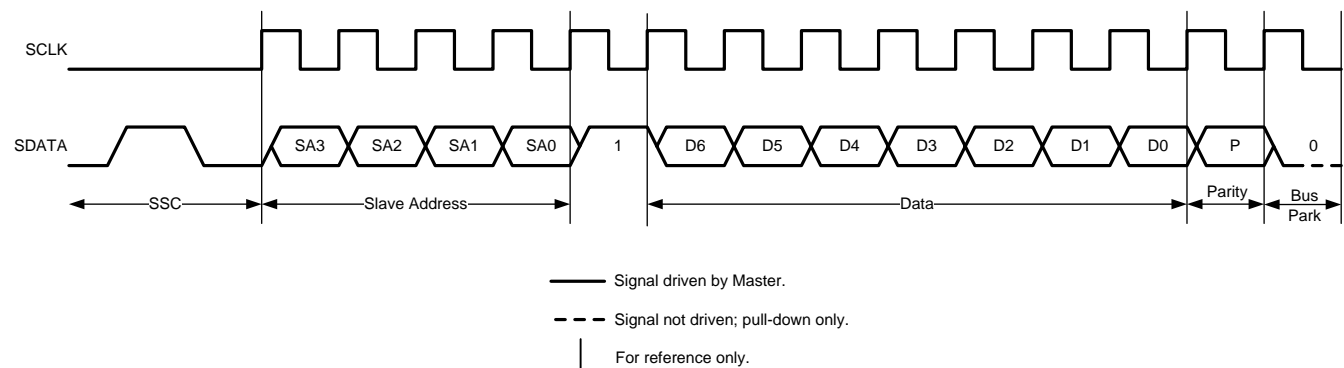 SCLK
SDATA
SA3 SA2 SA1 SA0 1 D6 D5 D4 D3 D2 D1 D0 P 0
SSC Slave Address Data Parity Bus Park
Signal driven by Master.
Signal not driven; pull-down only.
For reference only.